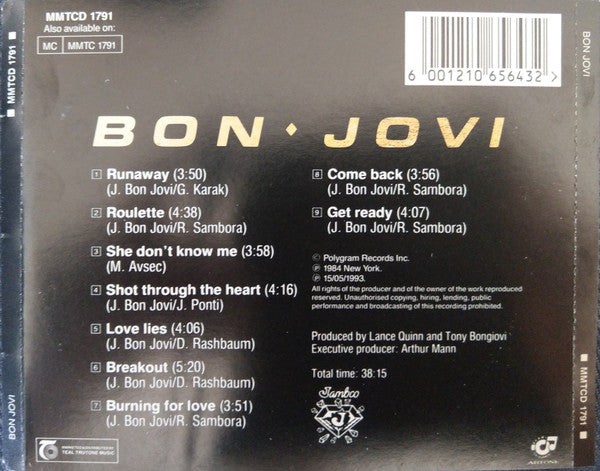 MMTCD 1791
Also available on:
MC MMTC 1791
6 001210 656432
BON • JOVI
1 Runaway (3:50)
(J. Bon Jovi/G. Karak)
2 Roulette (4:38)
(J. Bon Jovi/R. Sambora)
3 She don't know me (3:58)
(M. Avsec)
4 Shot through the heart (4:16)
(J. Bon Jovi/J. Ponti)
5 Love lies (4:06)
(J. Bon Jovi/D. Rashbaum)
6 Breakout (5:20)
(J. Bon Jovi/D. Rashbaum)
7 Burning for love (3:51)
(J. Bon Jovi/R. Sambora)
8 Come back (3:56)
(J. Bon Jovi/R. Sambora)
9 Get ready (4:07)
(J. Bon Jovi/R. Sambora)
© Polygram Records Inc.
℗ 1984 New York.
℗ 15/05/1993.
All rights of the producer and of the owner of the work reproduced
reserved. Unauthorised copying, hiring, lending, public
performance and broadcasting of this recording prohibited.
Produced by Lance Quinn and Tony Bongiovi
Executive producer: Arthur Mann
Total time: 38:15
Jambco
J
TEAL TRUTONE MUSIC
ARTONE
BON JOVI
MMTCD 1791
BON JOVI
MMTCD 1791